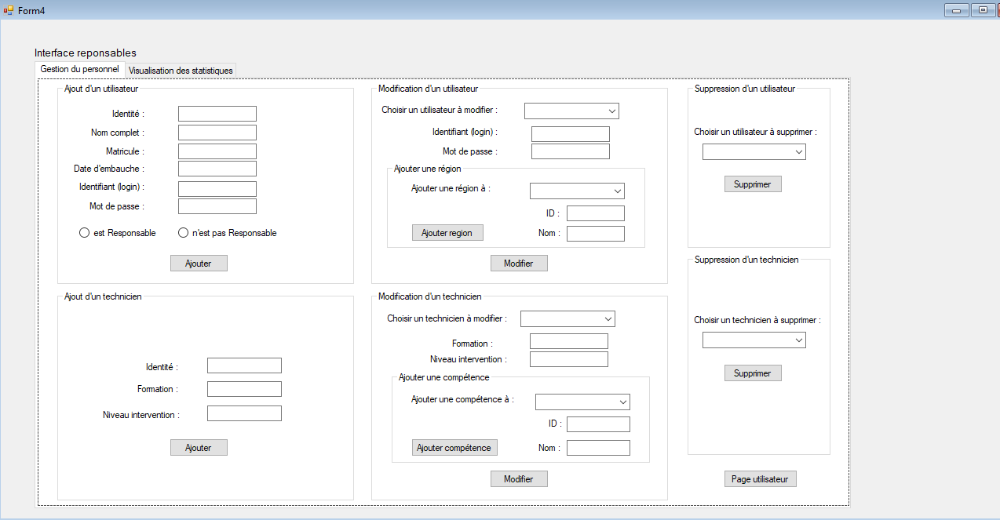 Form4
Interface reponsables
Gestion du personnel
Visualisation des statistiques
Ajout d'un utilisateur
Identité :
Nom complet :
Matricule :
Date d'embauche :
Identifiant (login) :
Mot de passe :
est Responsable
n'est pas Responsable
Ajouter
Modification d'un utilisateur
Choisir un utilisateur à modifier :
Identifiant (login) :
Mot de passe :
Ajouter une région
Ajouter une région à :
ID :
Ajouter region
Nom :
Modifier
Suppression d'un utilisateur
Choisir un utilisateur à supprimer :
Supprimer
Ajout d'un technicien
Identité :
Formation :
Niveau intervention :
Ajouter
Modification d'un technicien
Choisir un technicien à modifier :
Formation :
Niveau intervention :
Ajouter une compétence
Ajouter une compétence à :
ID :
Ajouter compétence
Nom :
Modifier
Suppression d'un technicien
Choisir un technicien à supprimer :
Supprimer
Page utilisateur